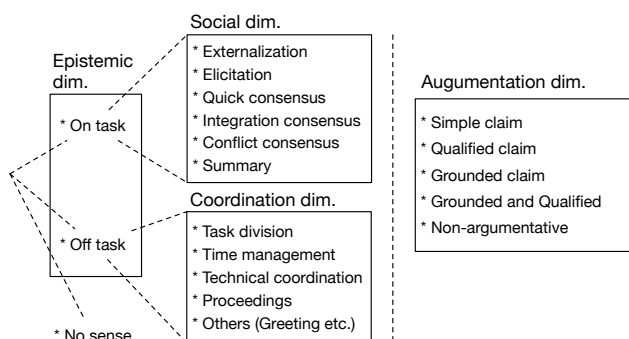 Social dim.
* Externalization
* Elicitation
* Quick consensus
* Integration consensus
* Conflict consensus
* Summary
Epistemic
dim.
* On task
* Off task
* No sense
Coordination dim.
* Task division
* Time management
* Technical coordination
* Proceedings
* Others (Greeting etc.)
Augumentation dim.
* Simple claim
* Qualified claim
* Grounded claim
* Grounded and Qualified
* Non-argumentative